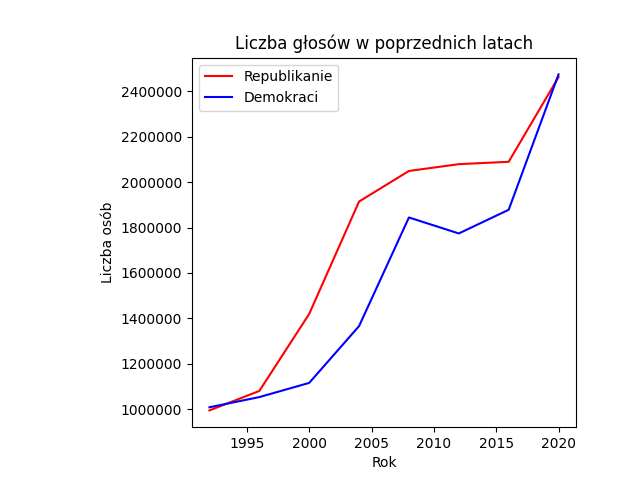 Liczba głosów w poprzednich latach
Republikanie
Demokraci
2400000
2200000
2000000
1800000
1600000
1400000
1200000
1000000
Liczba osób
1995 2000 2005 2010 2015 2020
Rok